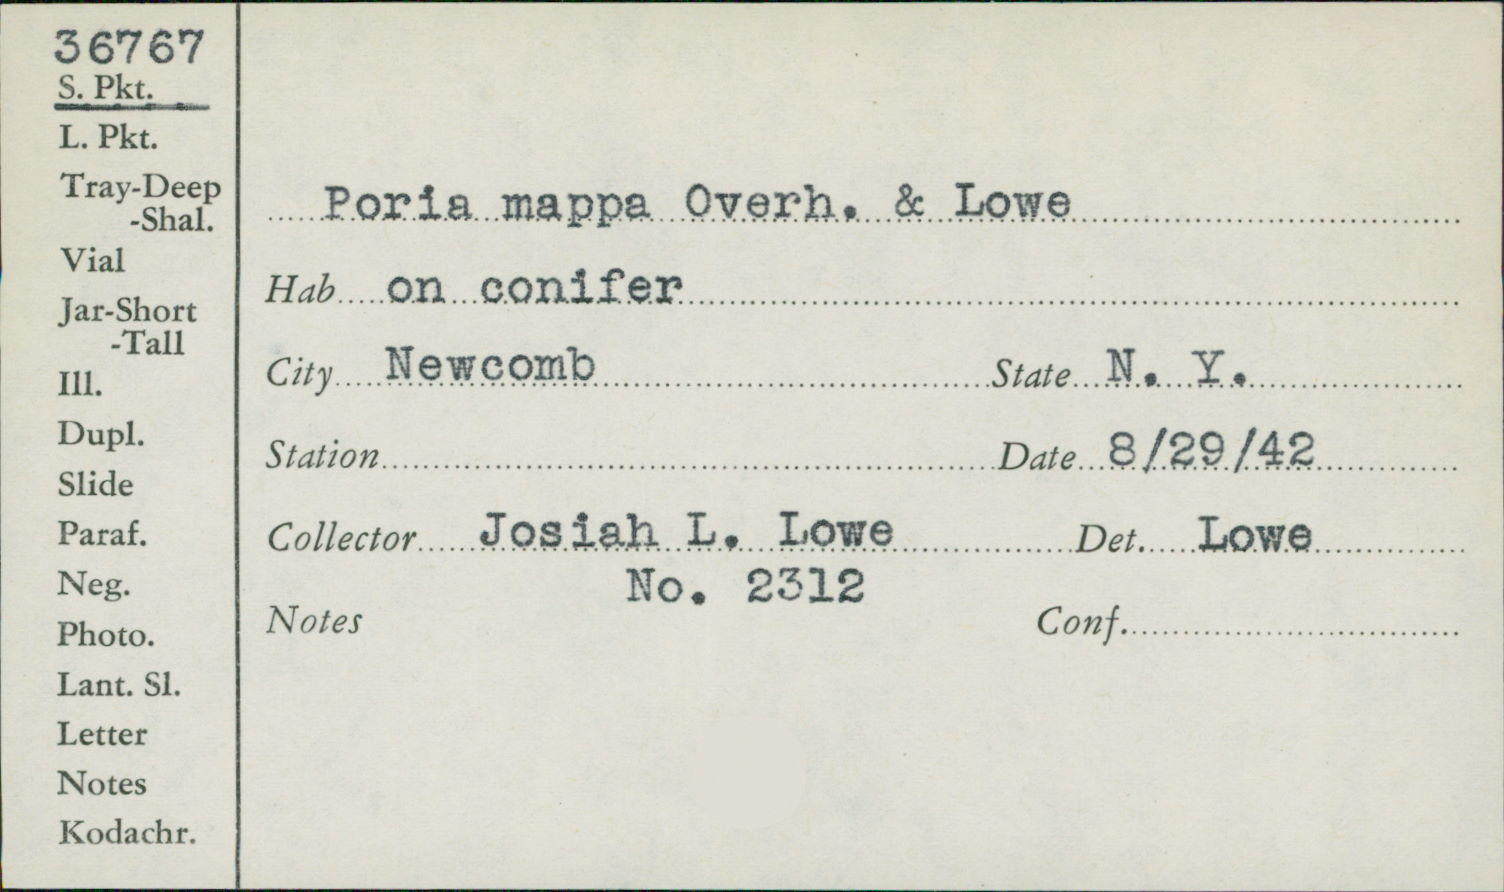 36767
S. Pkt.
L. Pkt.
Tray-Deep
-Shal.
Vial
Jar-Short
-Tall
Ill.
Dupl.
Slide
Paraf.
Neg.
Photo.
Lant. Sl.
Letter
Notes
Kodachr.
Poria mappa Overh. & Lowe
Hab on conifer
City Newcomb State N. Y.
Station Date 8/29/42
Collector Josiah L. Lowe Det. Lowe
No. 2312
Notes Conf.